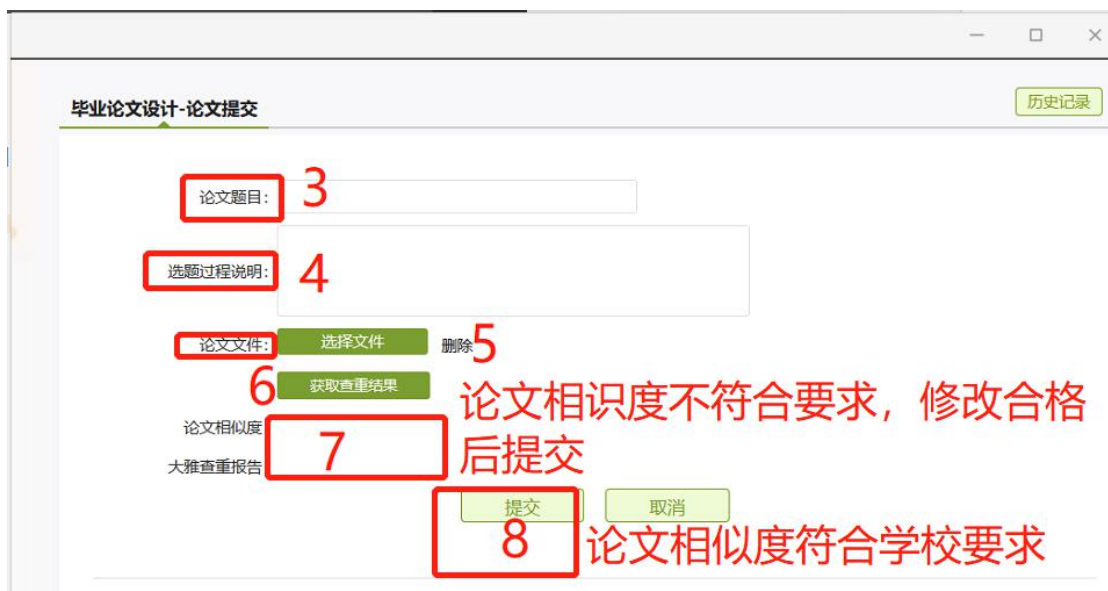 毕业论文设计-论文提交
历史记录
论文题目:
3
选题过程说明:
4
论文文件:
选择文件
删除
5
6
获取查重结果
论文相识度不符合要求，修改合格
后提交
论文相似度
7
大雅查重报告
提交
取消
8
论文相似度符合学校要求